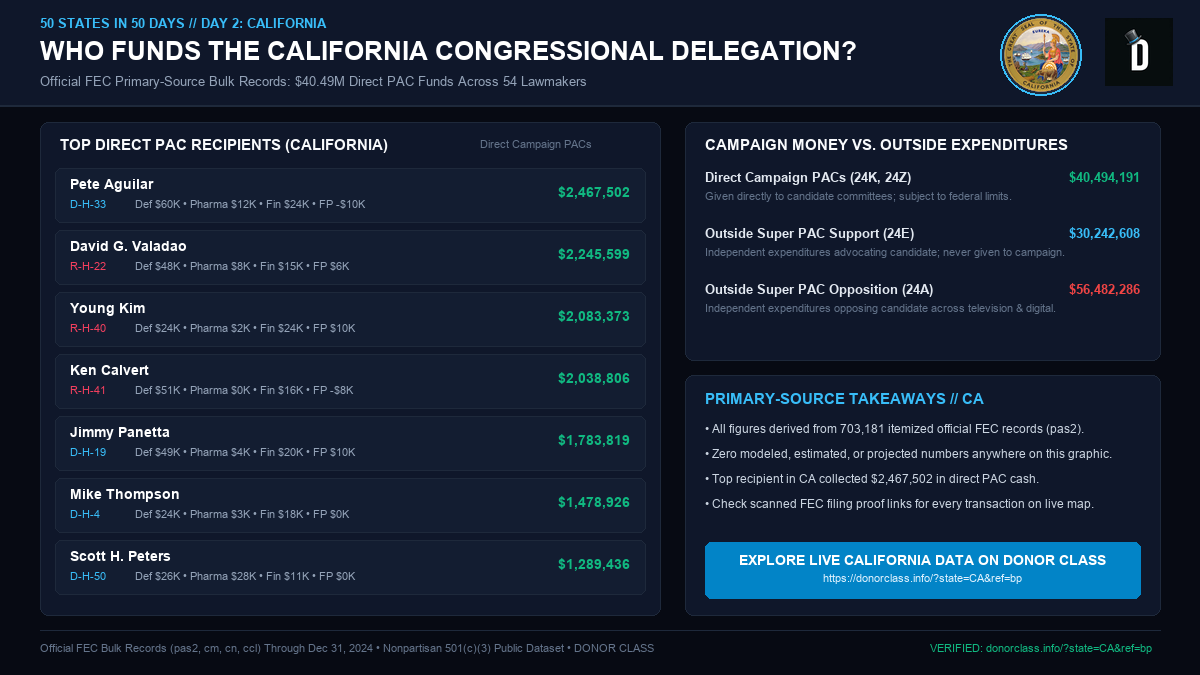 50 STATES IN 50 DAYS // DAY 2: CALIFORNIA
WHO FUNDS THE CALIFORNIA CONGRESSIONAL DELEGATION?
Official FEC Primary-Source Bulk Records: $40.49M Direct PAC Funds Across 54 Lawmakers
EUREKA
CALIFORNIA
D
TOP DIRECT PAC RECIPIENTS (CALIFORNIA)
Direct Campaign PACs
Pete Aguilar
$2,467,502
D-H-33
Def $60K • Pharma $12K • Fin $24K • FP -$10K
David G. Valadao
$2,245,599
R-H-22
Def $48K • Pharma $8K • Fin $15K • FP $6K
Young Kim
$2,083,373
R-H-40
Def $24K • Pharma $2K • Fin $24K • FP $10K
Ken Calvert
$2,038,806
R-H-41
Def $51K • Pharma $0K • Fin $16K • FP -$8K
Jimmy Panetta
$1,783,819
D-H-19
Def $49K • Pharma $4K • Fin $20K • FP $10K
Mike Thompson
$1,478,926
D-H-4
Def $24K • Pharma $3K • Fin $18K • FP $0K
Scott H. Peters
$1,289,436
D-H-50
Def $26K • Pharma $28K • Fin $11K • FP $0K
CAMPAIGN MONEY VS. OUTSIDE EXPENDITURES
Direct Campaign PACs (24K, 24Z)
$40,494,191
Given directly to candidate committees; subject to federal limits.
Outside Super PAC Support (24E)
$30,242,608
Independent expenditures advocating candidate; never given to campaign.
Outside Super PAC Opposition (24A)
$56,482,286
Independent expenditures opposing candidate across television & digital.
PRIMARY-SOURCE TAKEAWAYS // CA
• All figures derived from 703,181 itemized official FEC records (pas2).
• Zero modeled, estimated, or projected numbers anywhere on this graphic.
• Top recipient in CA collected $2,467,502 in direct PAC cash.
• Check scanned FEC filing proof links for every transaction on live map.
EXPLORE LIVE CALIFORNIA DATA ON DONOR CLASS
https://donorclass.info/?state=CA&ref=bp
Official FEC Bulk Records (pas2, cm, cn, ccl) Through Dec 31, 2024 • Nonpartisan 501(c)(3) Public Dataset • DONOR CLASS
VERIFIED: donorclass.info/?state=CA&ref=bp